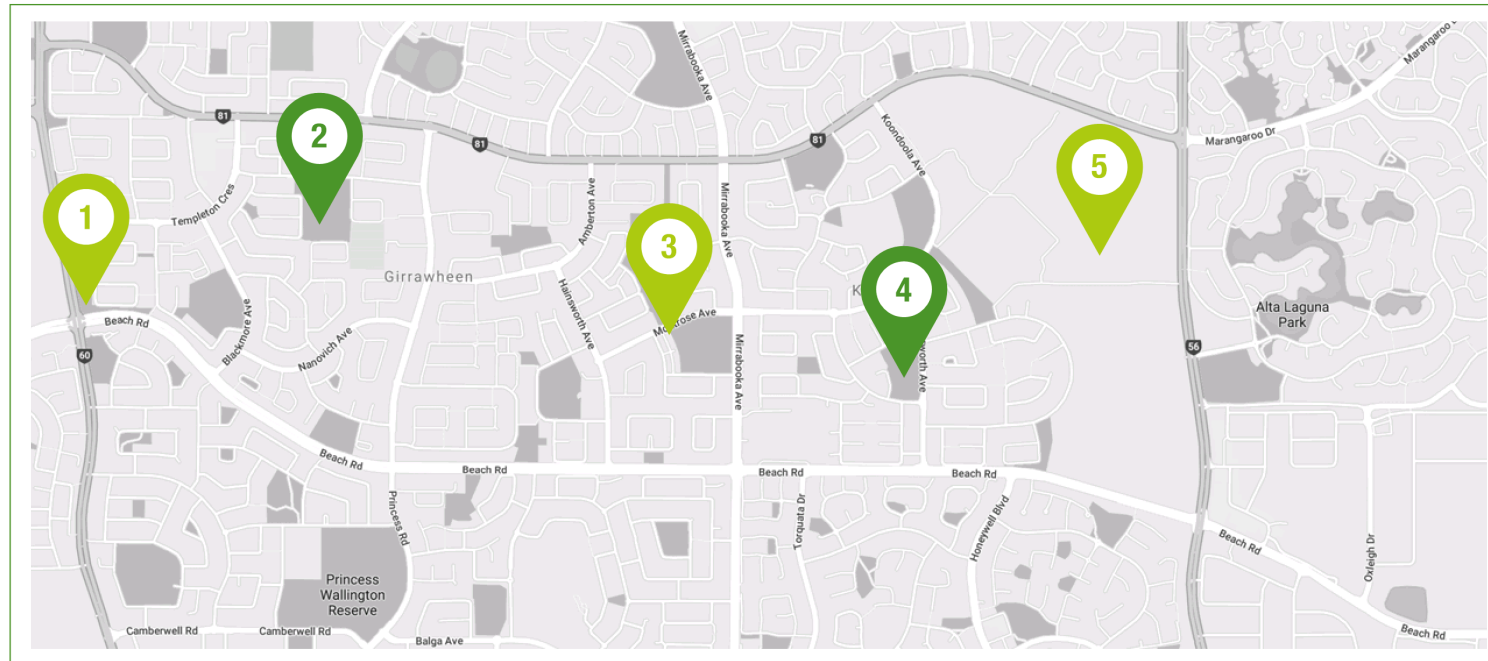 Mirrabooka Ave
Marangaroo
81
2
81
81
Koondoola Ave
Marangaroo Dr
5
1
Templeton Cres
Amberton Ave
Mirrabooka Ave
3
Girrawheen
4
K
Hainsworth Ave
Blackmore Ave
Beach Rd
Alta Laguna
Park
Nanovich Ave
Mirrabooka Ave
60
56
Beach Rd
Beach Rd
Beach Rd
Beach Rd
Princess Rd
Torquata Dr
Honeywell Blvd
Beach Rd
Oxleigh Dr
Princess
Wallington
Reserve
Camberwell Rd
Camberwell Rd
Balga Ave
Beach Rd